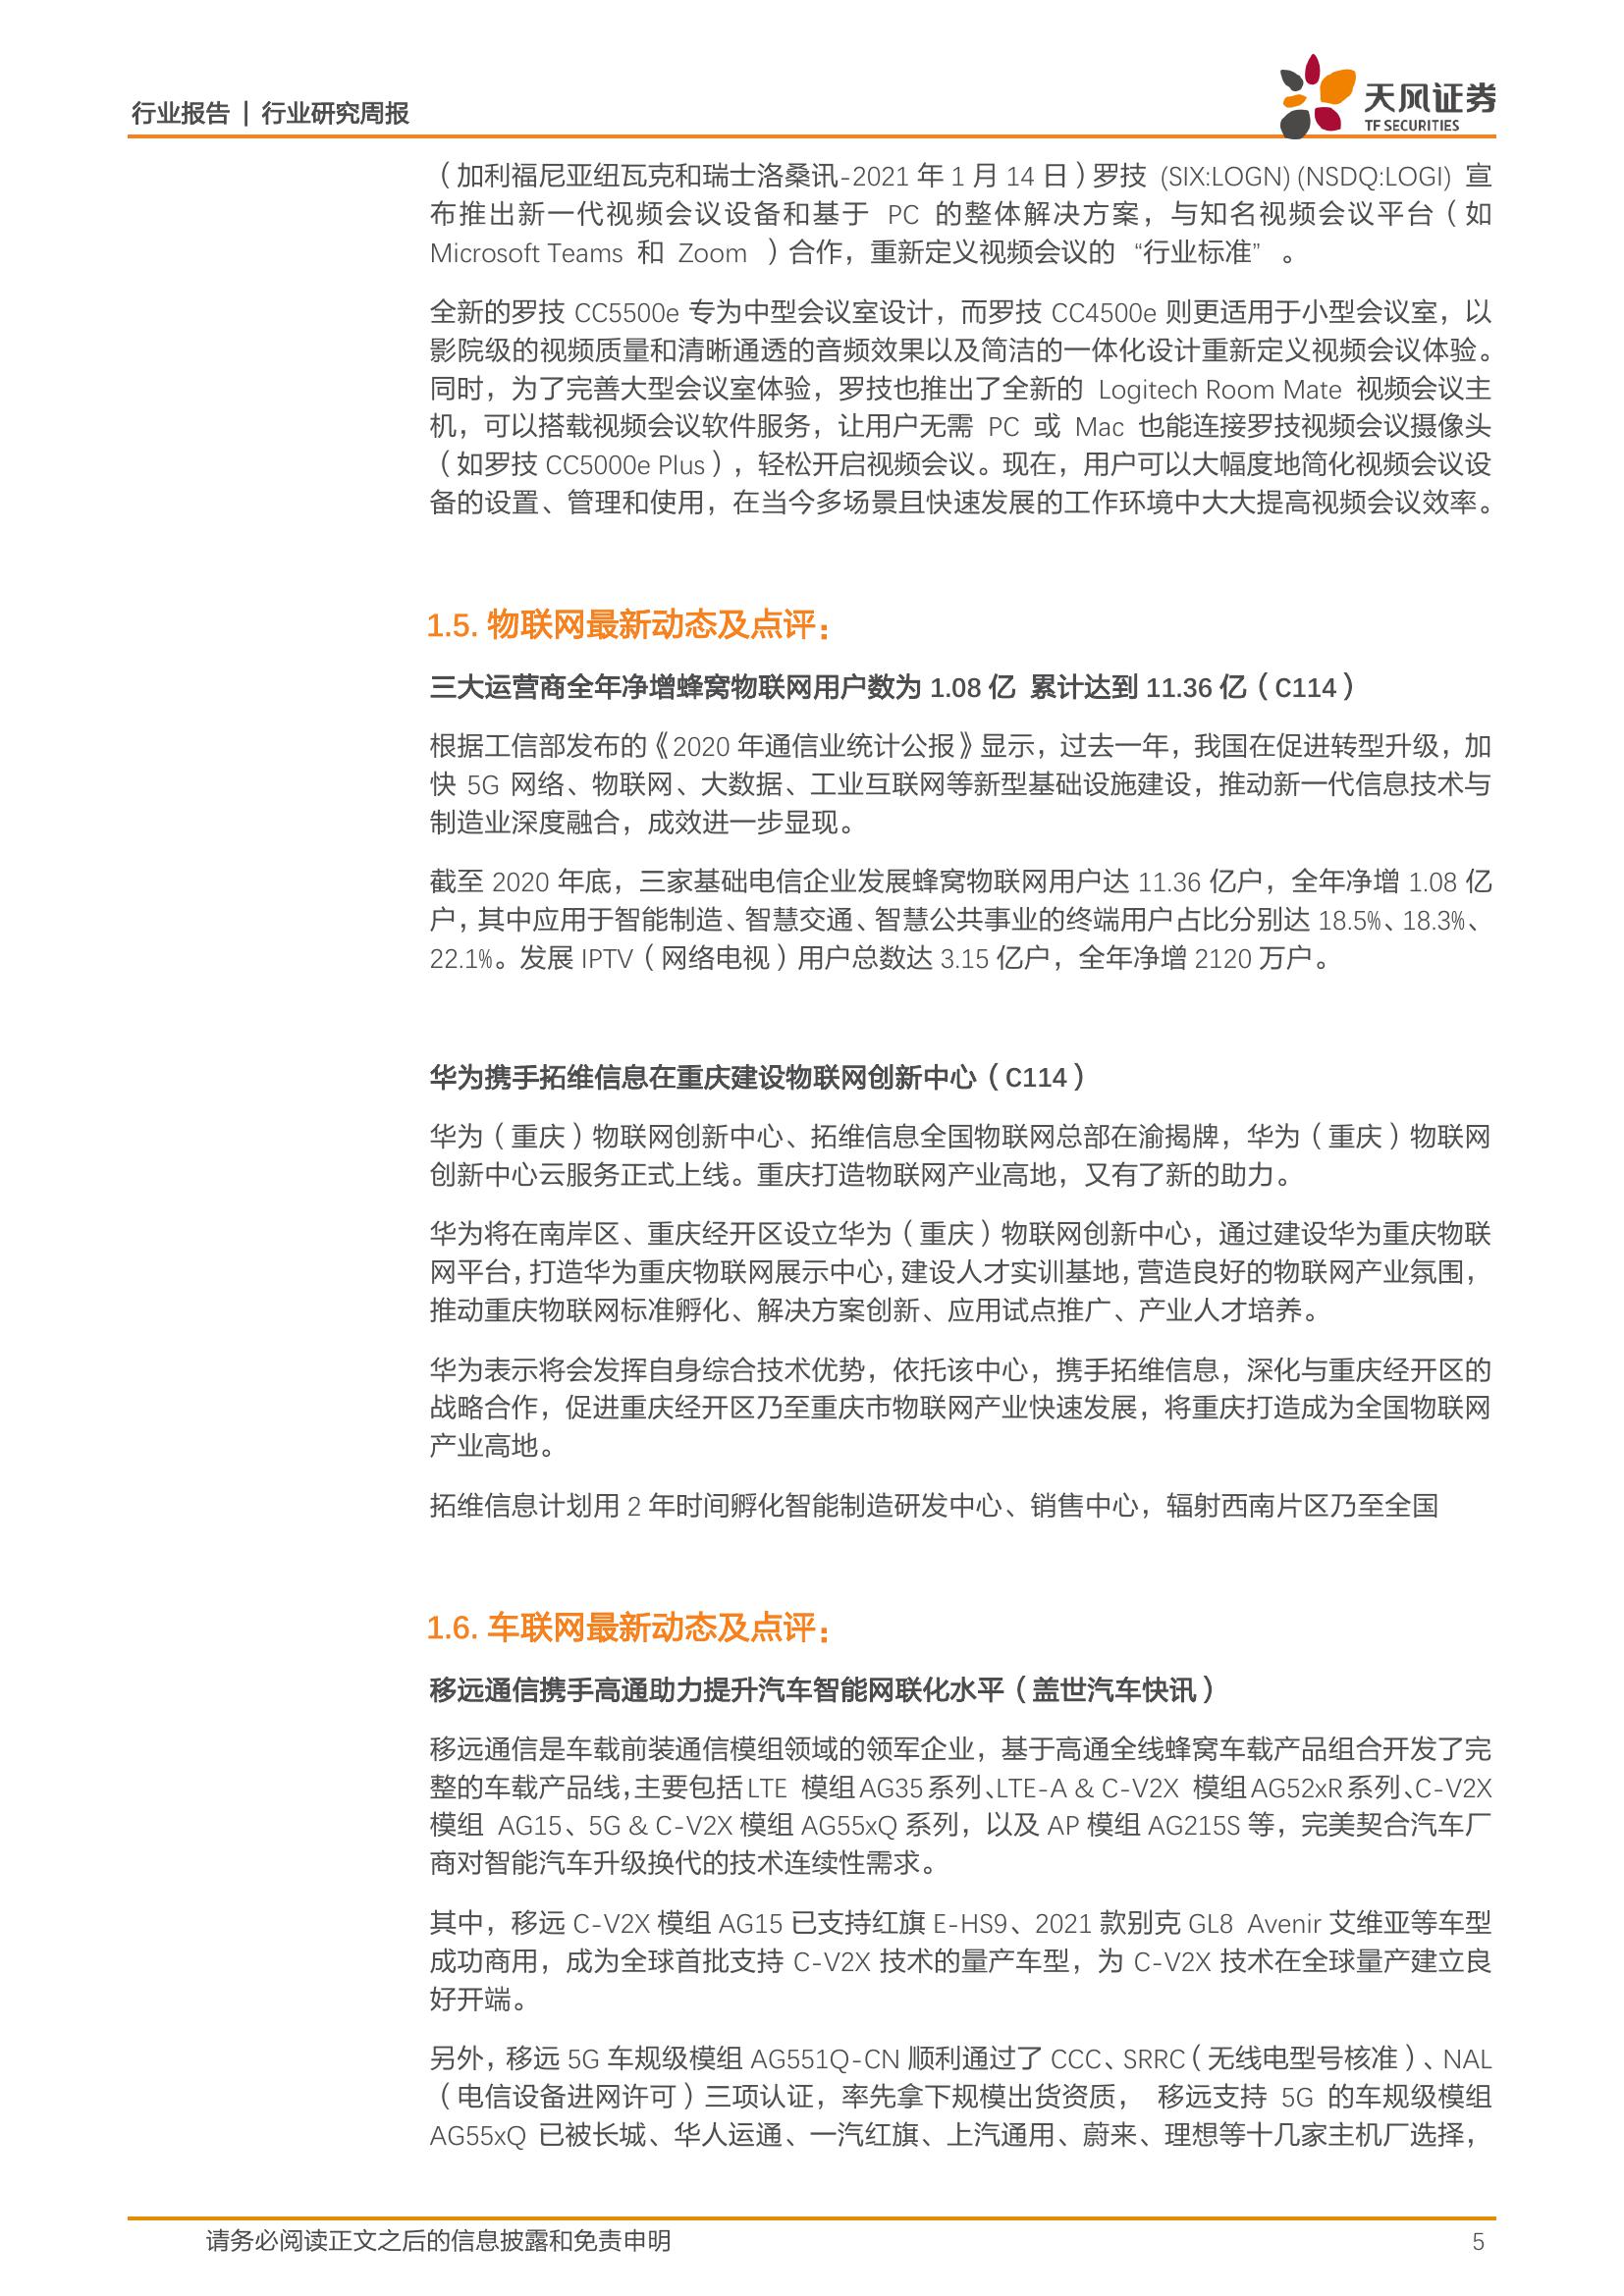 行业报告 | 行业研究周报
天风证券
TF SECURITIES
（加利福尼亚纽瓦克和瑞士洛桑讯-2021 年 1 月 14 日）罗技 (SIX:LOGN) (NSDQ:LOGI) 宣
布推出新一代视频会议设备和基于 PC 的整体解决方案，与知名视频会议平台（如
Microsoft Teams 和 Zoom ）合作，重新定义视频会议的 “行业标准” 。
全新的罗技 CC5500e 专为中型会议室设计，而罗技 CC4500e 则更适用于小型会议室，以
影院级的视频质量和清晰通透的音频效果以及简洁的一体化设计重新定义视频会议体验。
同时，为了完善大型会议室体验，罗技也推出了全新的 Logitech Room Mate 视频会议主
机，可以搭载视频会议软件服务，让用户无需 PC 或 Mac 也能连接罗技视频会议摄像头
（如罗技 CC5000e Plus），轻松开启视频会议。现在，用户可以大幅度地简化视频会议设
备的设置、管理和使用，在当今多场景且快速发展的工作环境中大大提高视频会议效率。
1.5. 物联网最新动态及点评：
三大运营商全年净增蜂窝物联网用户数为 1.08 亿 累计达到 11.36 亿（C114）
根据工信部发布的《2020 年通信业统计公报》显示，过去一年，我国在促进转型升级，加
快 5G 网络、物联网、大数据、工业互联网等新型基础设施建设，推动新一代信息技术与
制造业深度融合，成效进一步显现。
截至 2020 年底，三家基础电信企业发展蜂窝物联网用户达 11.36 亿户，全年净增 1.08 亿
户，其中应用于智能制造、智慧交通、智慧公共事业的终端用户占比分别达 18.5%、18.3%、
22.1%。发展 IPTV（网络电视）用户总数达 3.15 亿户，全年净增 2120 万户。
华为携手拓维信息在重庆建设物联网创新中心（C114）
华为（重庆）物联网创新中心、拓维信息全国物联网总部在渝揭牌，华为（重庆）物联网
创新中心云服务正式上线。重庆打造物联网产业高地，又有了新的助力。
华为将在南岸区、重庆经开区设立华为（重庆）物联网创新中心，通过建设华为重庆物联
网平台，打造华为重庆物联网展示中心，建设人才实训基地，营造良好的物联网产业氛围，
推动重庆物联网标准孵化、解决方案创新、应用试点推广、产业人才培养。
华为表示将会发挥自身综合技术优势，依托该中心，携手拓维信息，深化与重庆经开区的
战略合作，促进重庆经开区乃至重庆市物联网产业快速发展，将重庆打造成为全国物联网
产业高地。
拓维信息计划用 2 年时间孵化智能制造研发中心、销售中心，辐射西南片区乃至全国
1.6. 车联网最新动态及点评：
移远通信携手高通助力提升汽车智能网联化水平（盖世汽车快讯）
移远通信是车载前装通信模组领域的领军企业，基于高通全线蜂窝车载产品组合开发了完
整的车载产品线，主要包括 LTE 模组 AG35 系列、LTE-A & C-V2X 模组 AG52xR 系列、C-V2X
模组 AG15、5G & C-V2X 模组 AG55xQ 系列，以及 AP 模组 AG215S 等，完美契合汽车厂
商对智能汽车升级换代的技术连续性需求。
其中，移远 C-V2X 模组 AG15 已支持红旗 E-HS9、2021 款别克 GL8 Avenir 艾维亚等车型
成功商用，成为全球首批支持 C-V2X 技术的量产车型，为 C-V2X 技术在全球量产建立良
好开端。
另外，移远 5G 车规级模组 AG551Q-CN 顺利通过了 CCC、SRRC（无线电型号核准）、NAL
（电信设备进网许可）三项认证，率先拿下规模出货资质， 移远支持 5G 的车规级模组
AG55xQ 已被长城、华人运通、一汽红旗、上汽通用、蔚来、理想等十几家主机厂选择，
请务必阅读正文之后的信息披露和免责申明
5